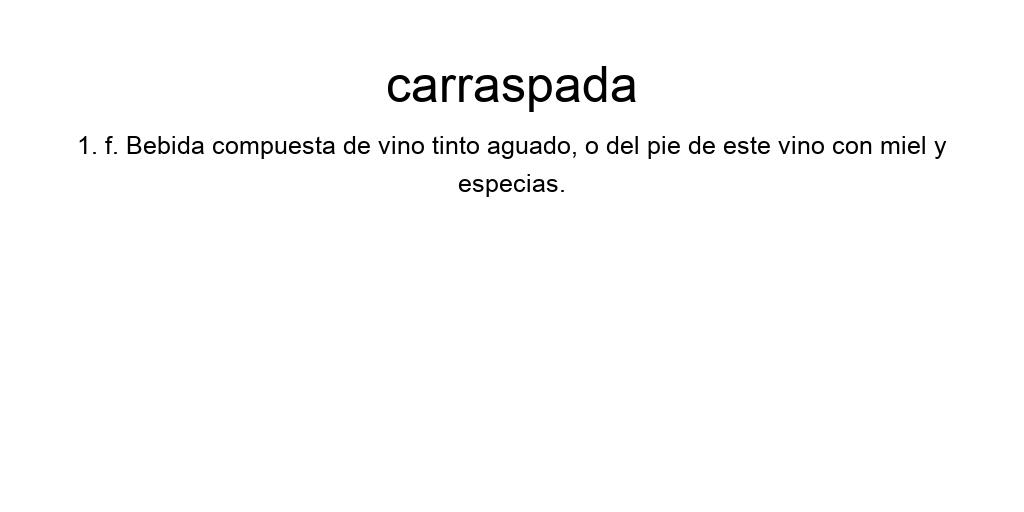 carraspada
1. f. Bebida compuesta de vino tinto aguado, o del pie de este vino con miel y
especias.